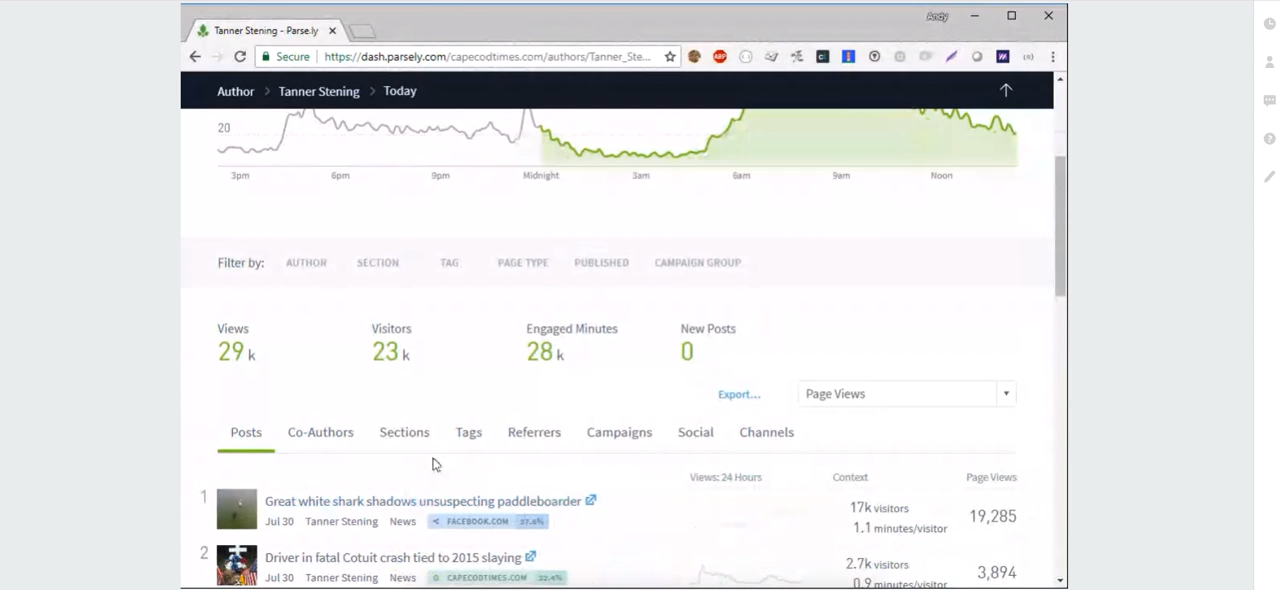 Tanner Stening - Parse.ly
Andy
Secure https://dash.parsely.com/capecodtimes.com/authors/Tanner_Ste...
ABP
Author > Tanner Stening > Today
20
3pm 6pm 9pm Midnight 3am 6am 9am Noon
Filter by: AUTHOR SECTION TAG PAGE TYPE PUBLISHED CAMPAIGN GROUP
Views Visitors Engaged Minutes New Posts
29 k 23 k 28 k 0
Export... Page Views
Posts Co-Authors Sections Tags Referrers Campaigns Social Channels
Views: 24 Hours Context Page Views
1 Great white shark shadows unsuspecting paddleboarder 17k visitors 19,285
Jul 30 Tanner Stening News FACEBOOK.COM 1.1 minutes/visitor
2 Driver in fatal Cotuit crash tied to 2015 slaying 2.7k visitors 3,894
Jul 30 Tanner Stening News CAPECODTIMES.COM 0.9 minutes/visitor